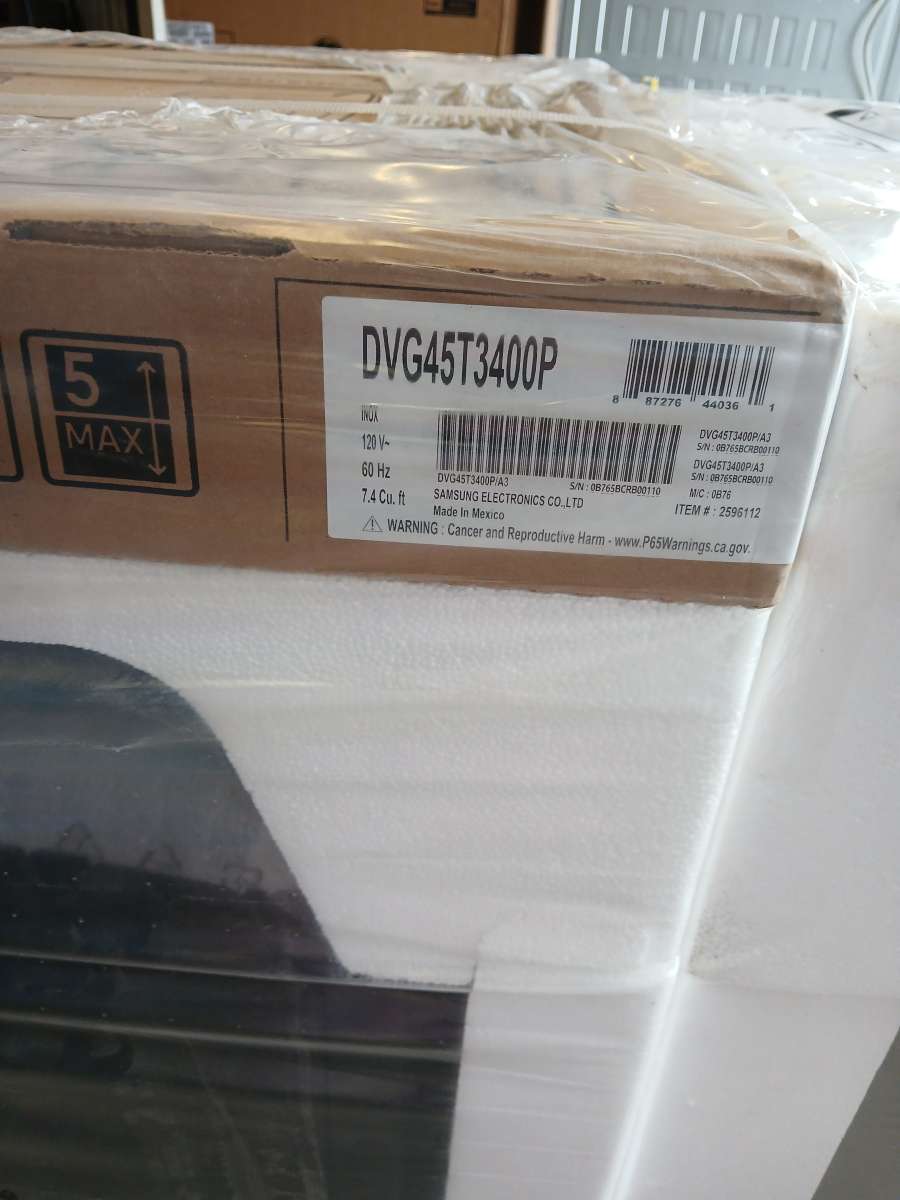 5
MAX
DVG45T3400P
INOX
120 V~
60 Hz
7.4 Cu. ft
8 87276 44036 1
DVG45T3400P/A3
S/N : 0B765BCRB00110
SAMSUNG ELECTRONICS CO.,LTD
Made In Mexico
DVG45T3400P/A3
S/N : 0B765BCRB00110
DVG45T3400P/A3
S/N : 0B765BCRB00110
M/C : 0B76
ITEM # : 2596112
WARNING : Cancer and Reproductive Harm - www.P65Warnings.ca.gov.